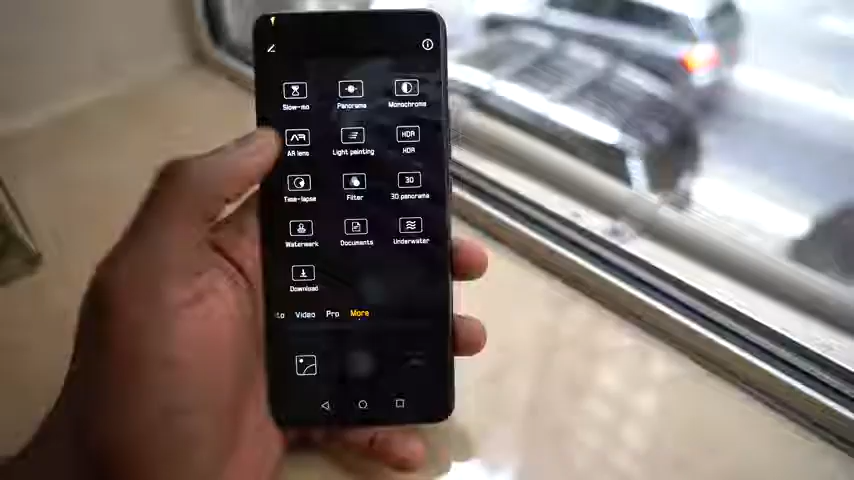 Slow-mo Panorama Monochrome
AR lens Light painting HDR HDR
Time-lapse Filter 3D 3D panorama
Watermark Documents Underwater
Download
to Video Pro More